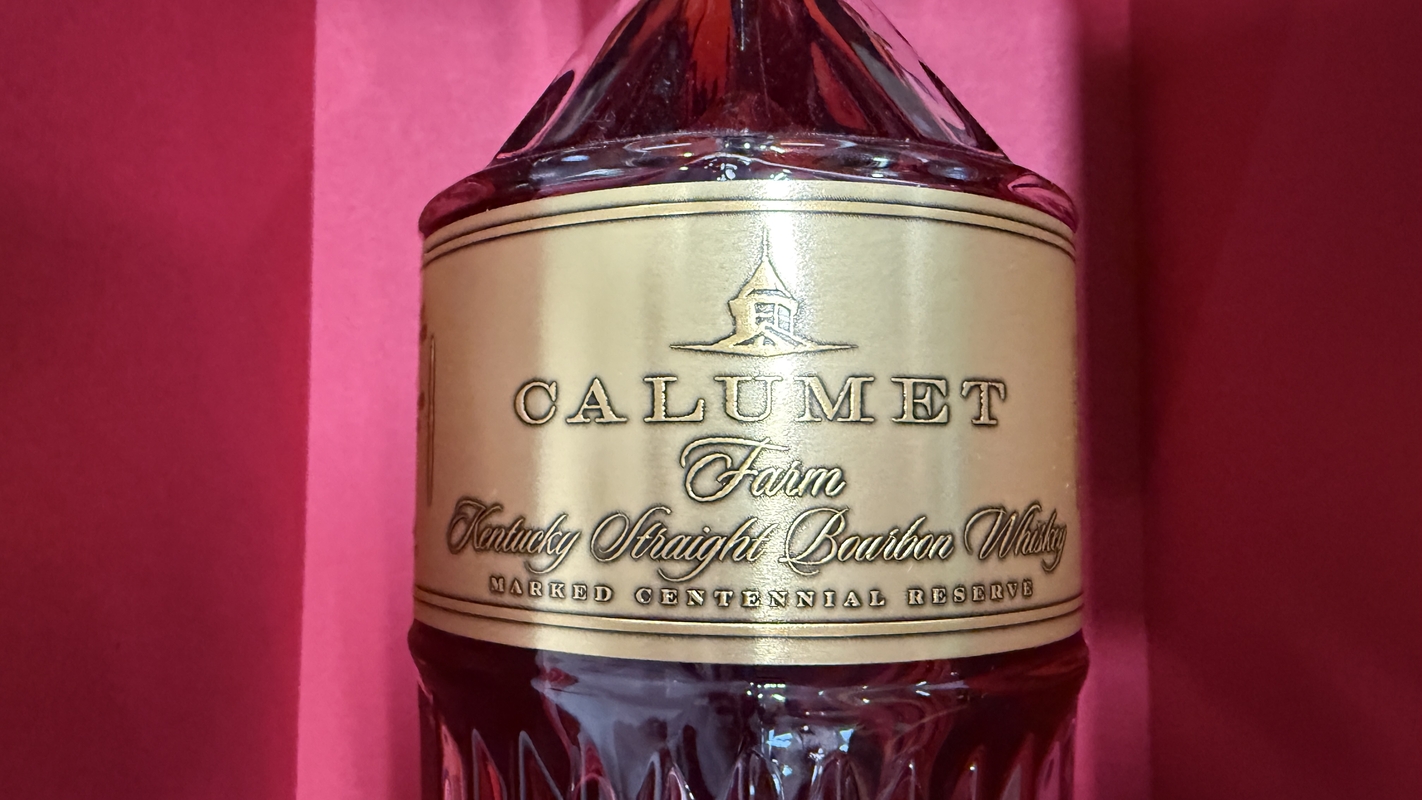 CALUMET
Farm
Kentucky Straight Bourbon Whiskey
MARKED CENTENNIAL RESERVE